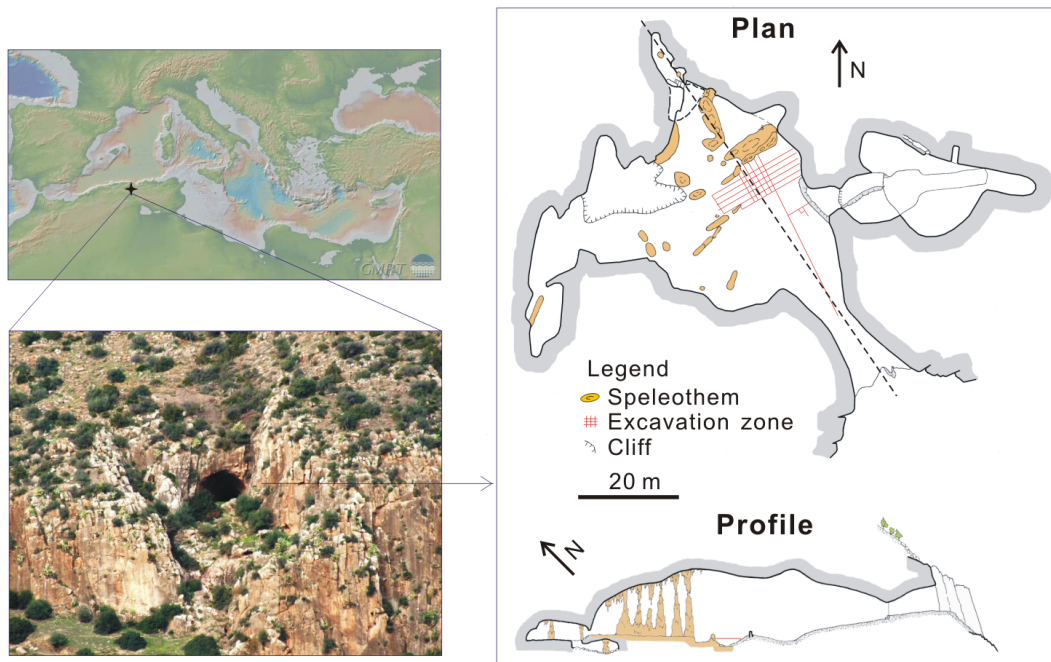 GMRT
Plan
N
Legend
Speleothem
Excavation zone
Cliff
20 m
Profile
N